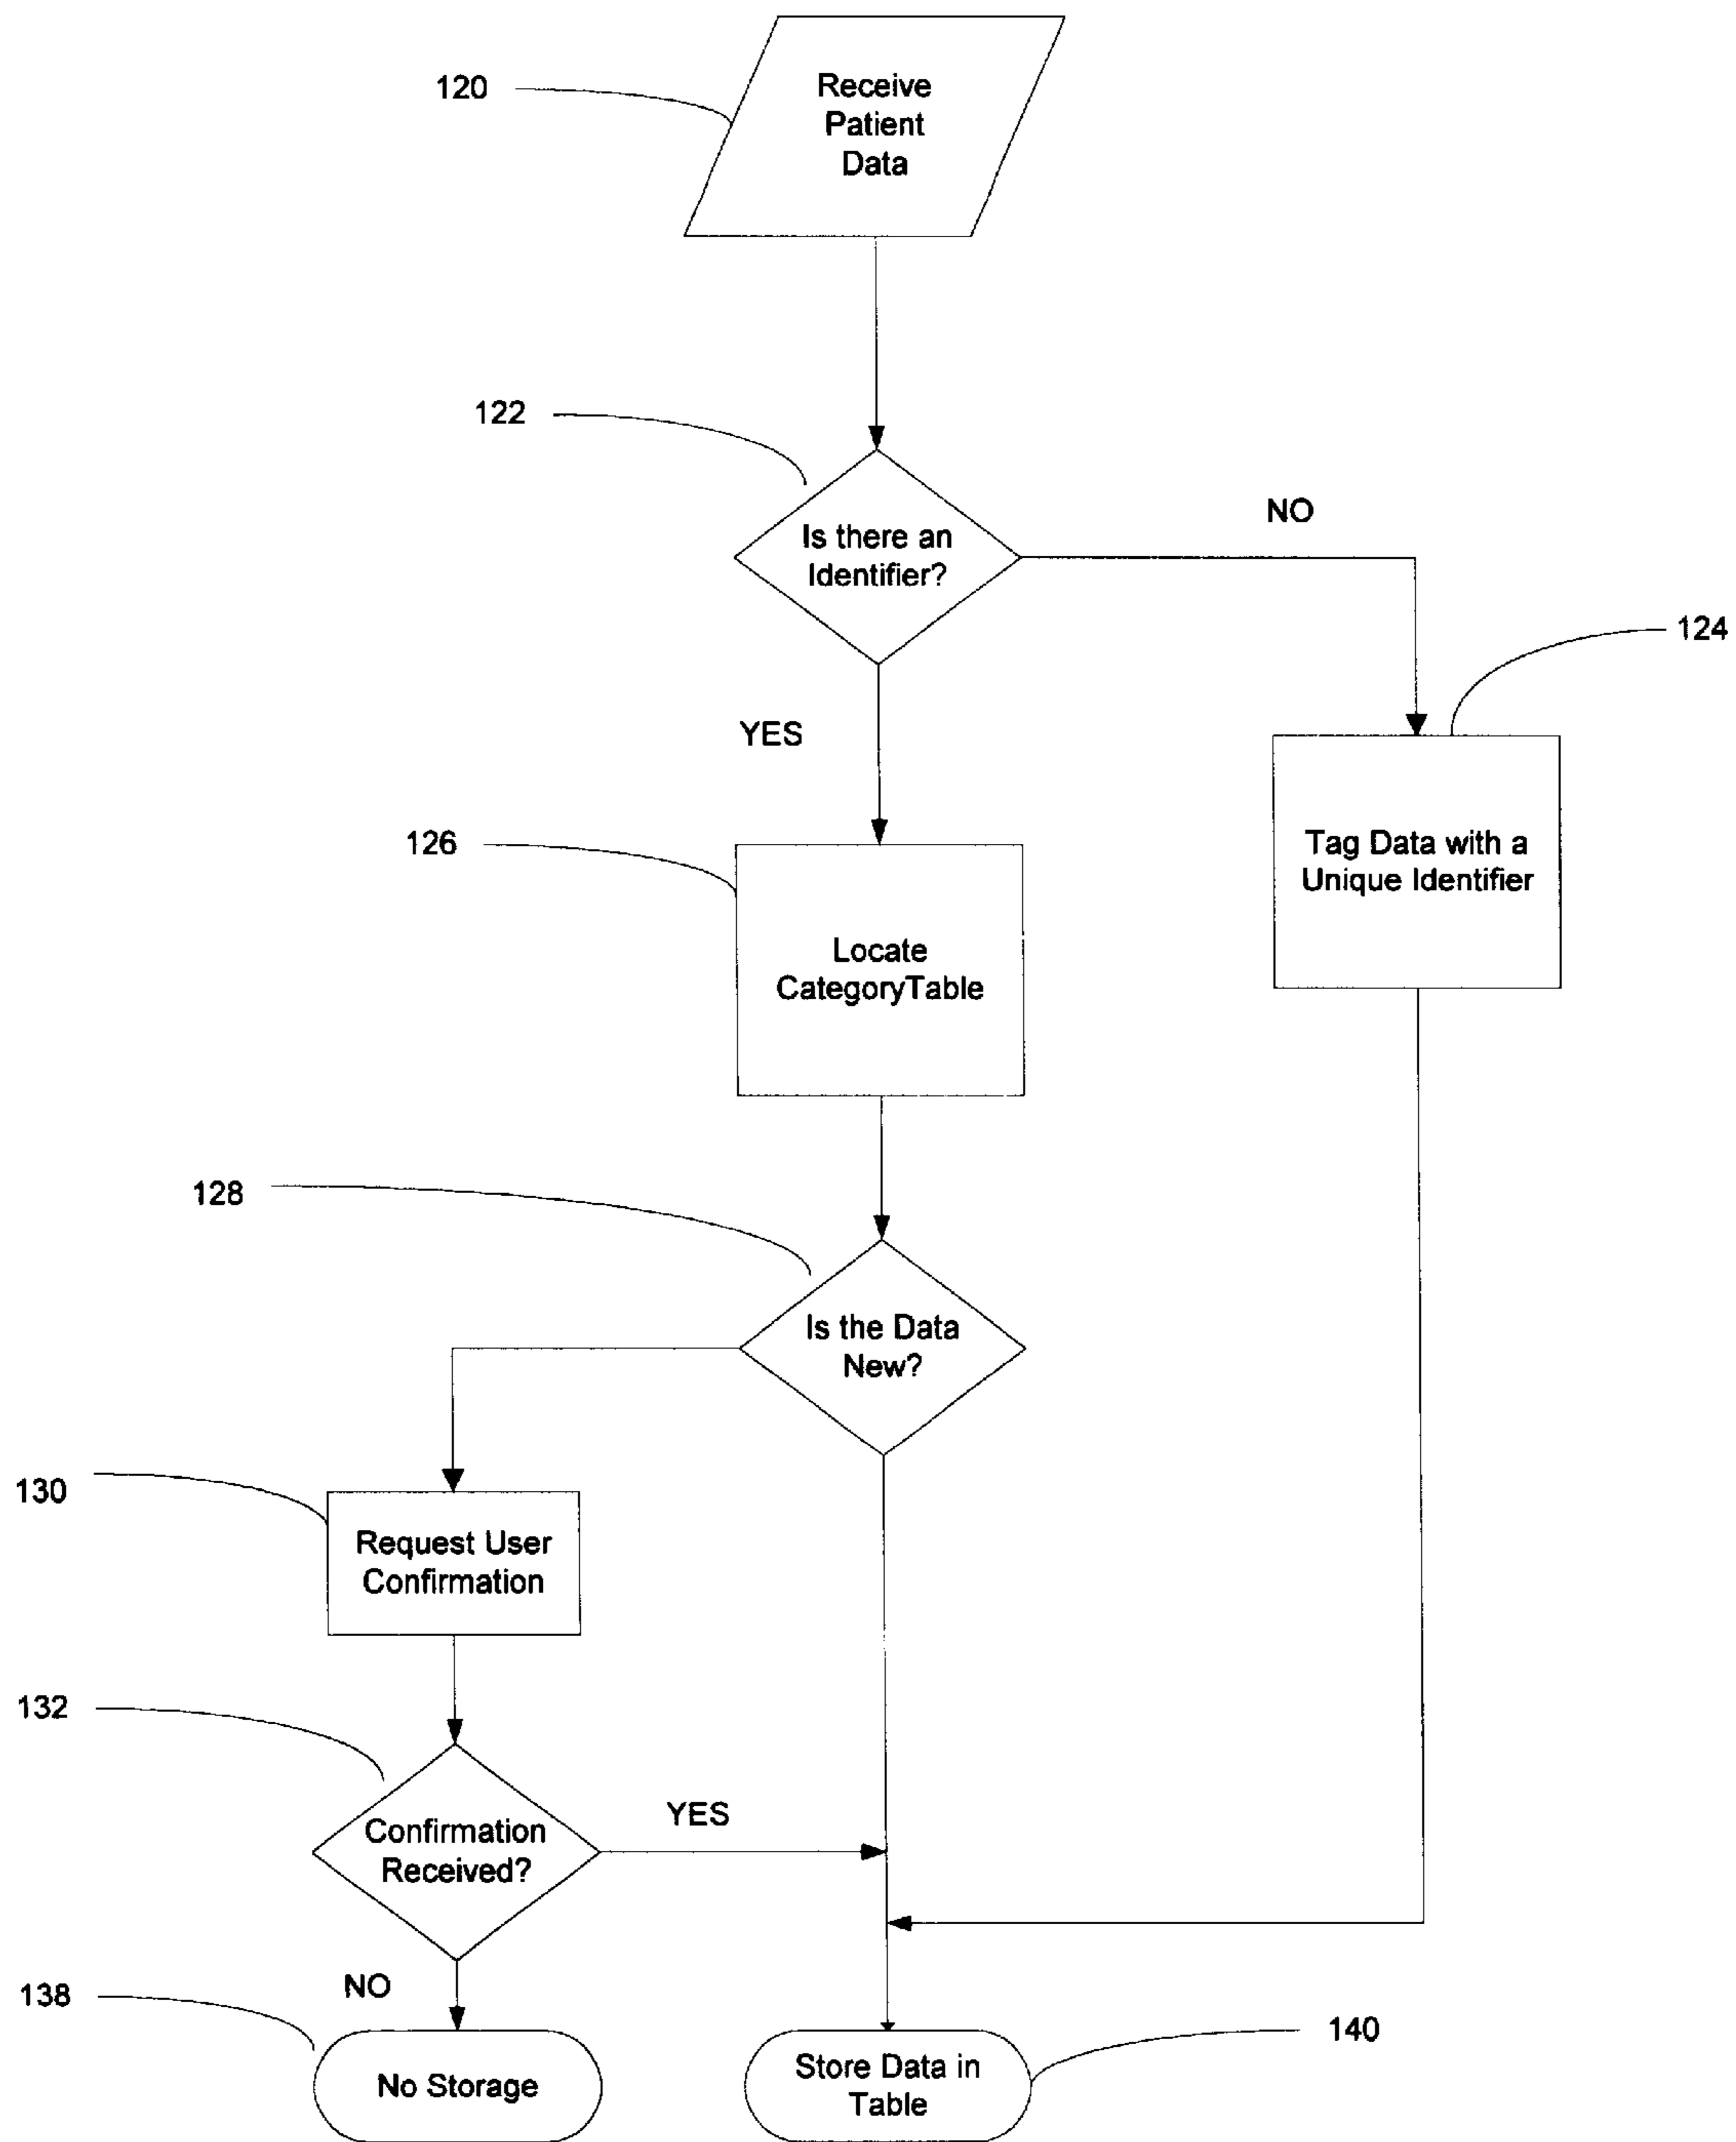 120
Receive
Patient
Data
122
Is there an
Identifier?
NO
124
YES
126
Tag Data with a
Unique Identifier
Locate
CategoryTable
128
Is the Data
New?
130
Request User
Confirmation
132
Confirmation
Received?
YES
NO
138
No Storage
Store Data in
Table
140